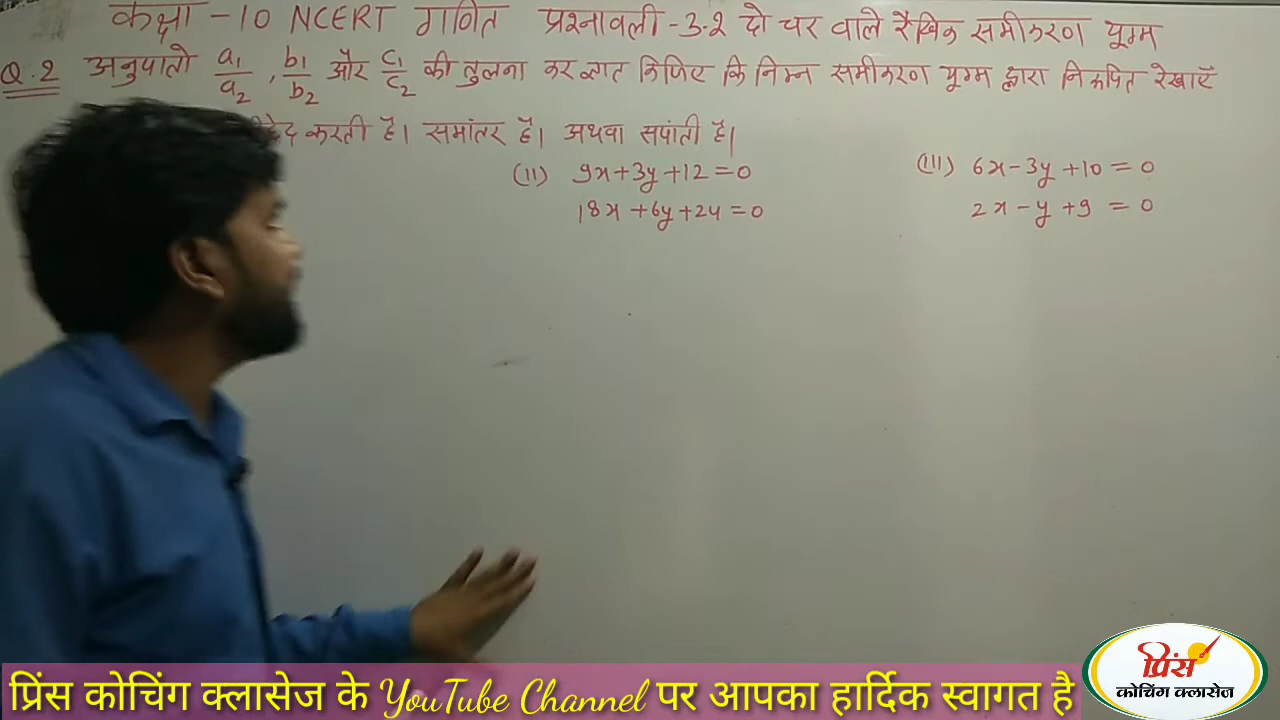 कक्षा -10 NCERT गणित प्रश्नावली -3.2 दो चर वाले रैखिक समीकरण यूग्म
Q.2 अनुपातो a₁/a₂ , b₁/b₂ और c₁/c₂ की तुलना कर ज्ञात किजिए कि निम्न समीकरण यूग्म द्वारा निरूपित रेखाएँ
करती है। समांतर है। अथवा सपांती है।
(II) 9x+3y+12=0
18x+6y+24=0
(III) 6x-3y+10=0
2x-y+9=0
प्रिंस कोचिंग क्लासेज के YouTube Channel पर आपका हार्दिक स्वागत है
प्रिंस
कोचिंग क्लासेज